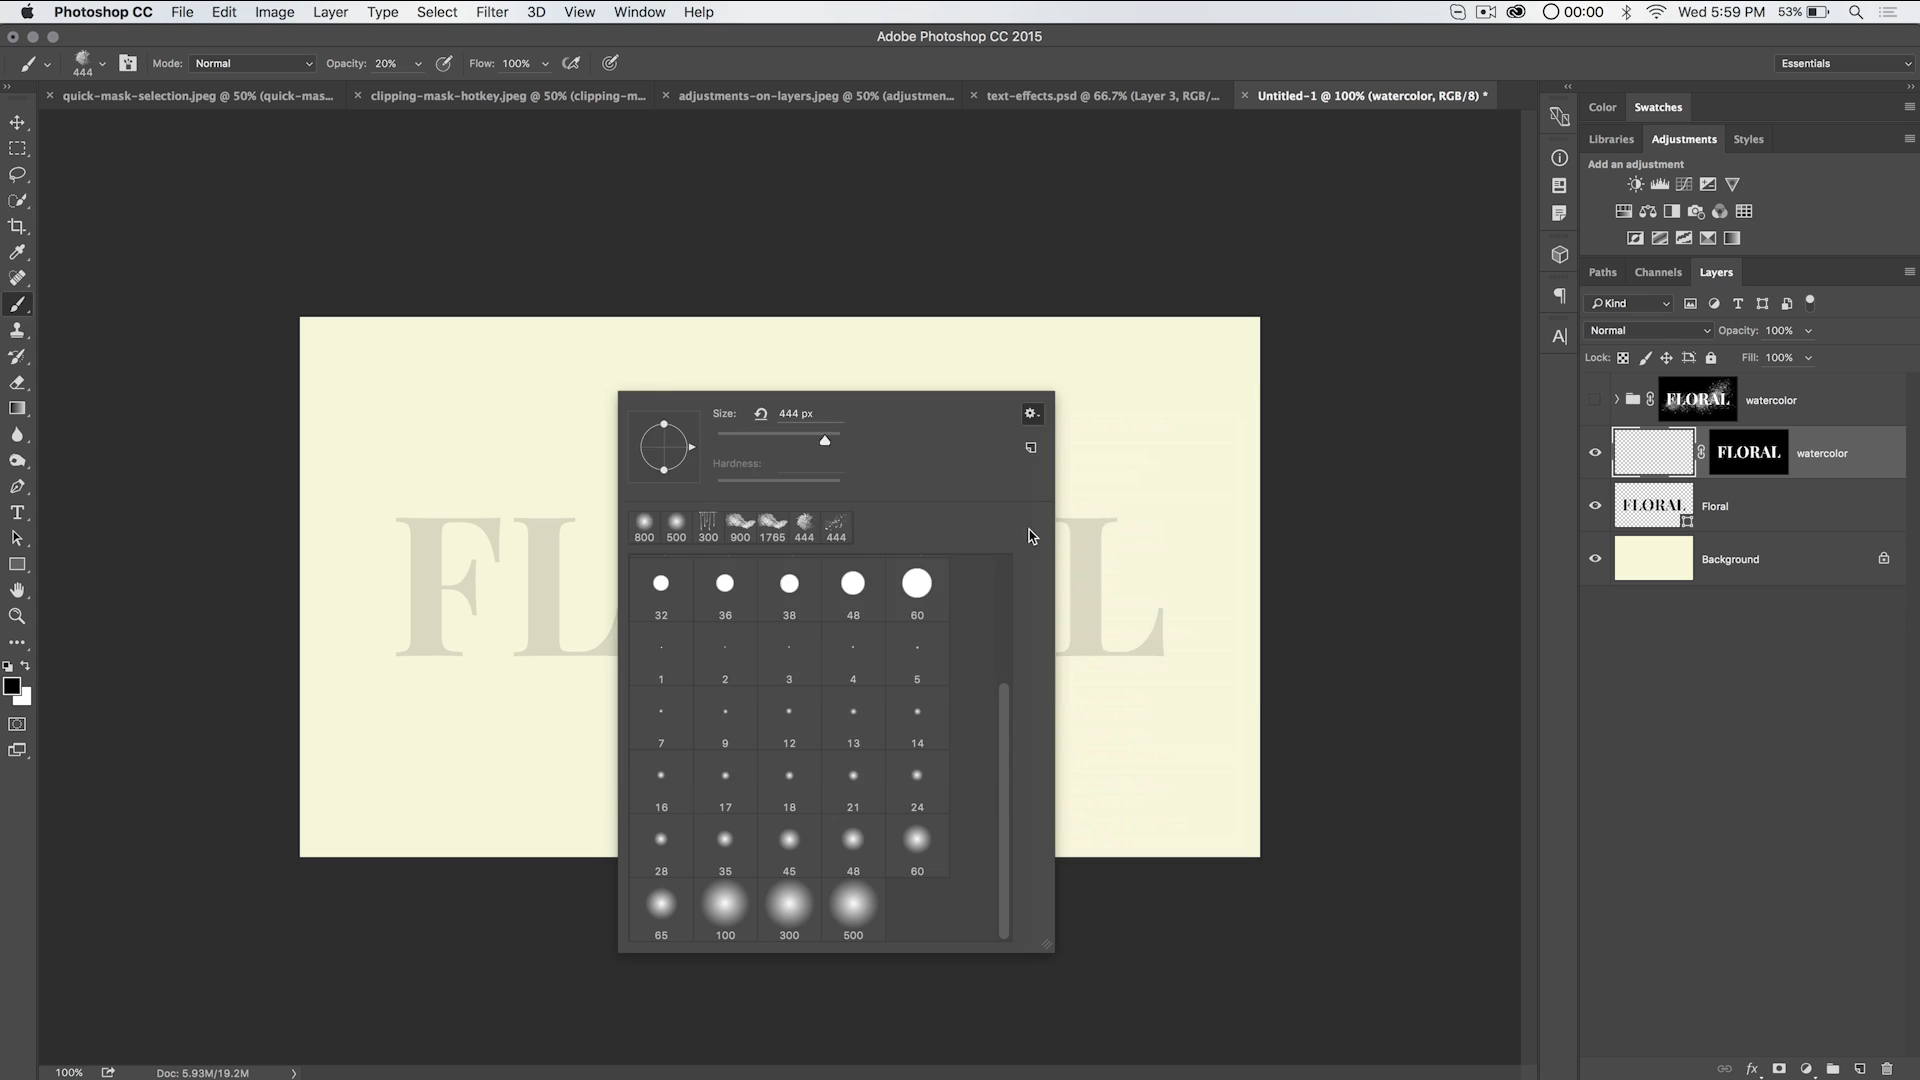 Photoshop CC File Edit Image Layer Type Select Filter 3D View Window Help 00:00 Wed 5:59 PM 53%
Adobe Photoshop CC 2015
444 Mode: Normal Opacity: 20% Flow: 100% Essentials
quick-mask-selection.jpeg @ 50% (quick-mas... clipping-mask-hotkey.jpeg @ 50% (clipping-m... adjustments-on-layers.jpeg @ 50% (adjustmen... text-effects.psd @ 66.7% (Layer 3, RGB/... Untitled-1 @ 100% (watercolor, RGB/8) *
Color Swatches
Libraries Adjustments Styles
Add an adjustment
Paths Channels Layers
Kind
Normal Opacity: 100%
Lock: Fill: 100%
FLORAL watercolor
FLORAL watercolor
FLORAL Floral
Background
Size: 444 px
Hardness:
800 500 300 900 1765 444 444
32 36 38 48 60
1 2 3 4 5
7 9 12 13 14
16 17 18 21 24
28 35 45 48 60
65 100 300 500
FL L
100% Doc: 5.93M/19.2M